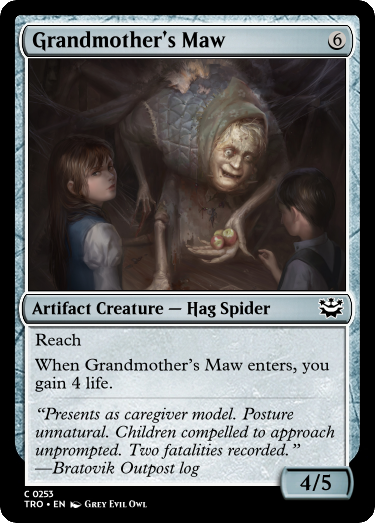 Grandmother's Maw
6
Artifact Creature — Hag Spider
Reach
When Grandmother's Maw enters, you
gain 4 life.
“Presents as caregiver model. Posture
unnatural. Children compelled to approach
unprompted. Two fatalities recorded.”
—Bratovik Outpost log
4/5
C 0253
TRO • EN Grey Evil Owl